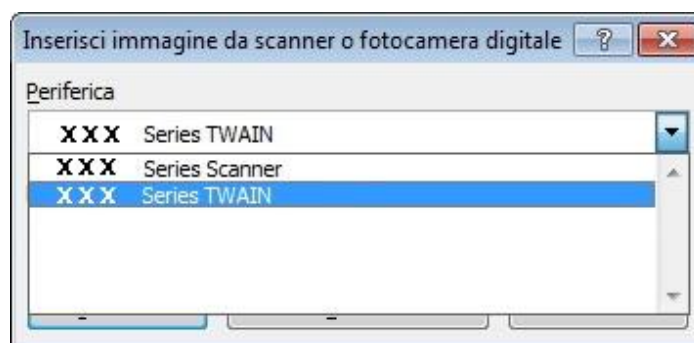 Inserisci immagine da scanner o fotocamera digitale
Periferica
XXX Series TWAIN
XXX Series Scanner
XXX Series TWAIN